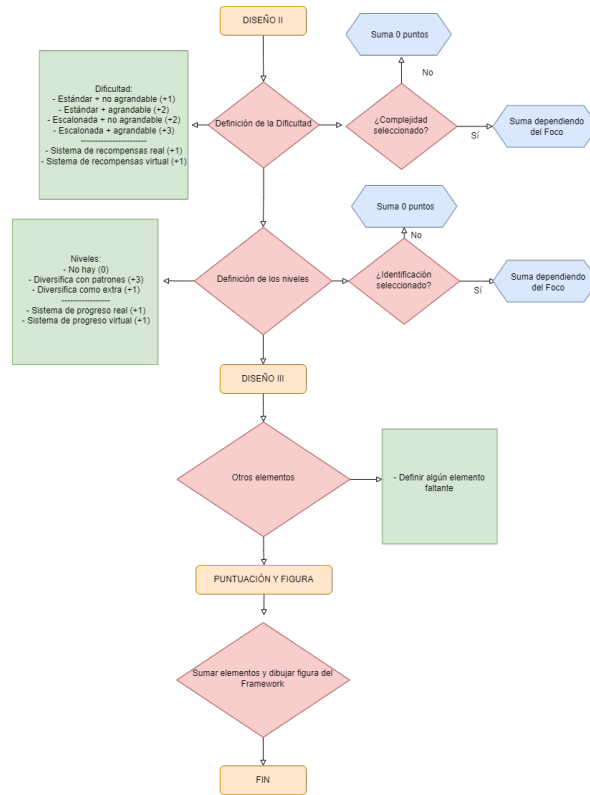 DISEÑO II
Suma 0 puntos
No
Dificultad:
- Estándar + no agrandable (+1)
- Estándar + agrandable (+2)
- Escalonada + no agrandable (+2)
- Escalonada + agrandable (+3)
-----------------------
- Sistema de recompensas real (+1)
- Sistema de recompensas virtual (+1)
Definición de la Dificultad
¿Complejidad
seleccionado?
Sí
Suma dependiendo
del Foco
Suma 0 puntos
No
Niveles:
- No hay (0)
- Diversifica con patrones (+3)
- Diversifica como extra (+1)
-----------------
- Sistema de progreso real (+1)
- Sistema de progreso virtual (+1)
Definición de los niveles
¿Identificación
seleccionado?
Sí
Suma dependiendo
del Foco
DISEÑO III
Otros elementos
- Definir algún elemento
faltante
PUNTUACIÓN Y FIGURA
Sumar elementos y dibujar figura del
Framework
FIN